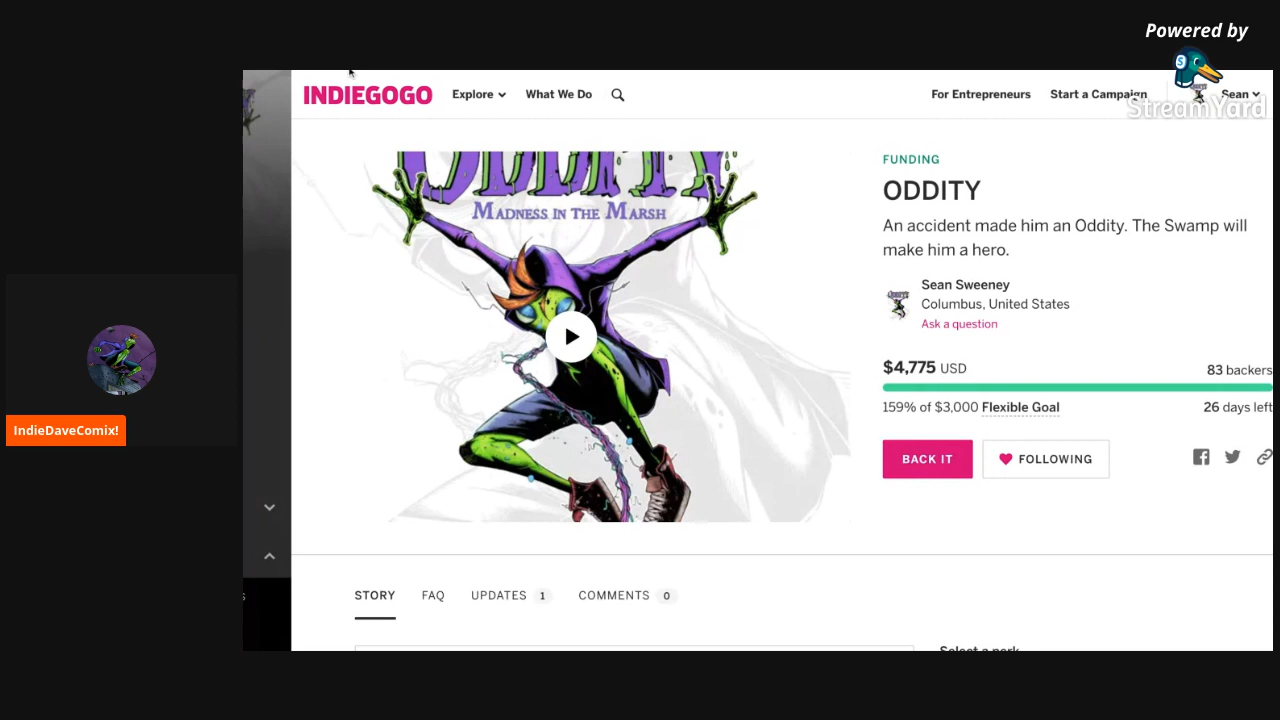 Powered by
StreamYard
INDIEGOGO Explore What We Do For Entrepreneurs Start a Campaign Sean
ODDITY
MADNESS IN THE MARSH
FUNDING
ODDITY
An accident made him an Oddity. The Swamp will
make him a hero.
Sean Sweeney
Columbus, United States
Ask a question
$4,775 USD 83 backers
159% of $3,000 Flexible Goal 26 days left
BACK IT FOLLOWING
IndieDaveComix!
STORY FAQ UPDATES 1 COMMENTS 0
Select a perk